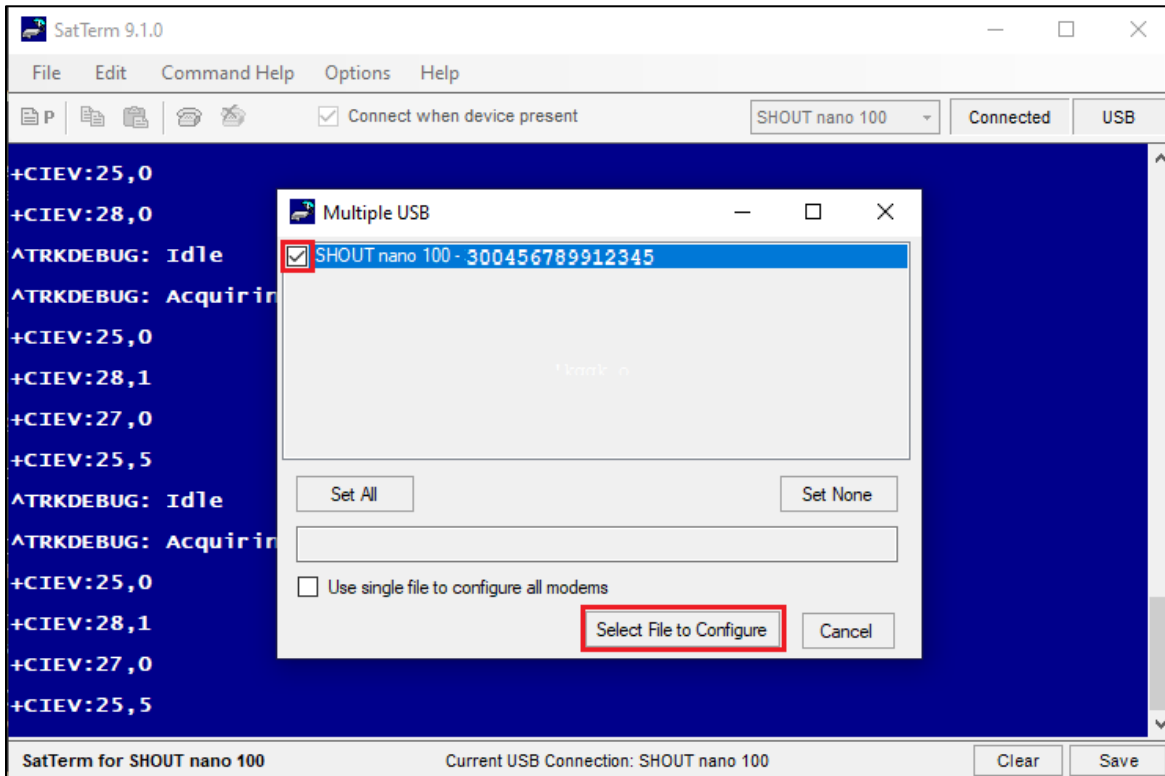 SatTerm 9.1.0
File Edit Command Help Options Help
P Connect when device present SHOUT nano 100 Connected USB
+CIEV:25,0
+CIEV:28,0
^TRKDEBUG: Idle
^TRKDEBUG: Acquirin
+CIEV:25,0
+CIEV:28,1
+CIEV:27,0
+CIEV:25,5
^TRKDEBUG: Idle
^TRKDEBUG: Acquirin
+CIEV:25,0
+CIEV:28,1
+CIEV:27,0
+CIEV:25,5
Multiple USB
SHOUT nano 100 - 300456789912345
Set All Set None
Use single file to configure all modems
Select File to Configure Cancel
SatTerm for SHOUT nano 100 Current USB Connection: SHOUT nano 100 Clear Save